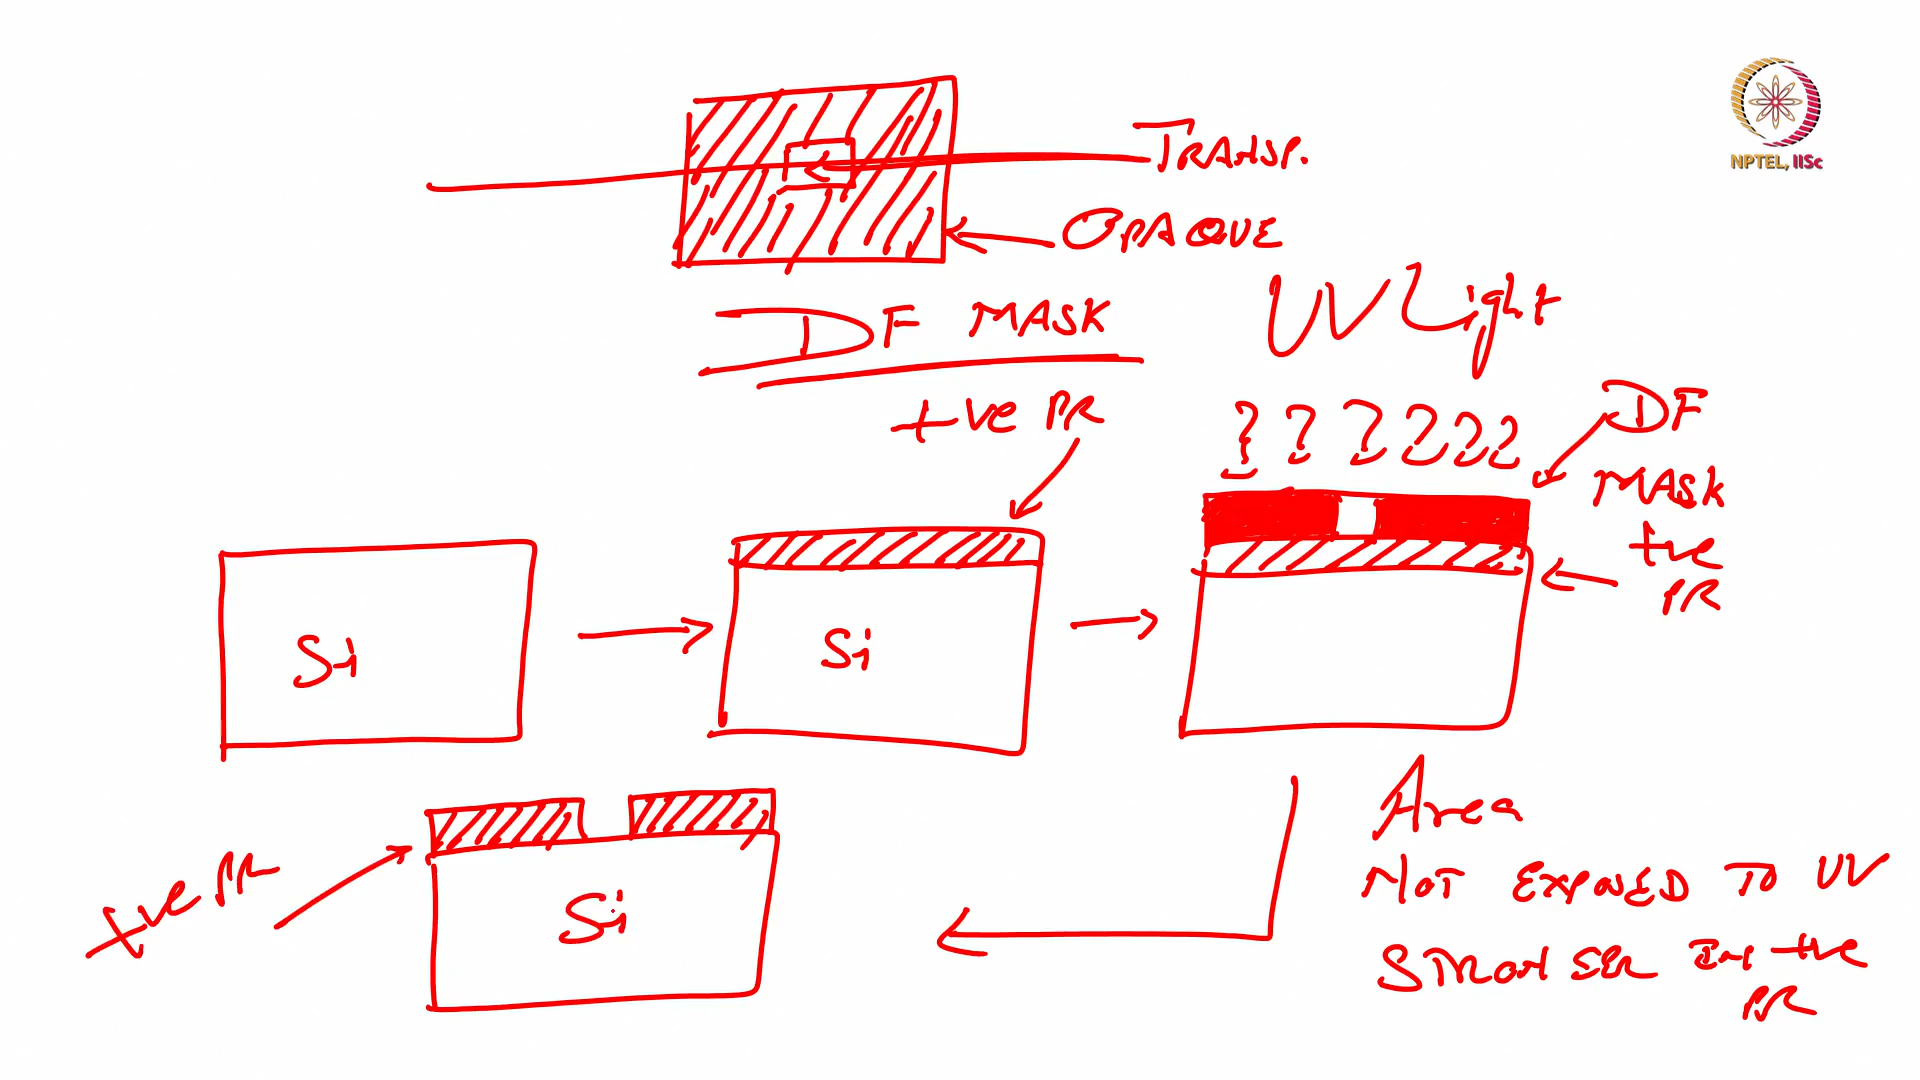 NPTEL, IISc
TRANSP.
OPAQUE
DF MASK
UV Light
+ve PR
DF
MASK
+ve
PR
Si
Si
Area
NOT EXPOSED TO UV
STRONGER IN +ve
PR
+ve PR
Si